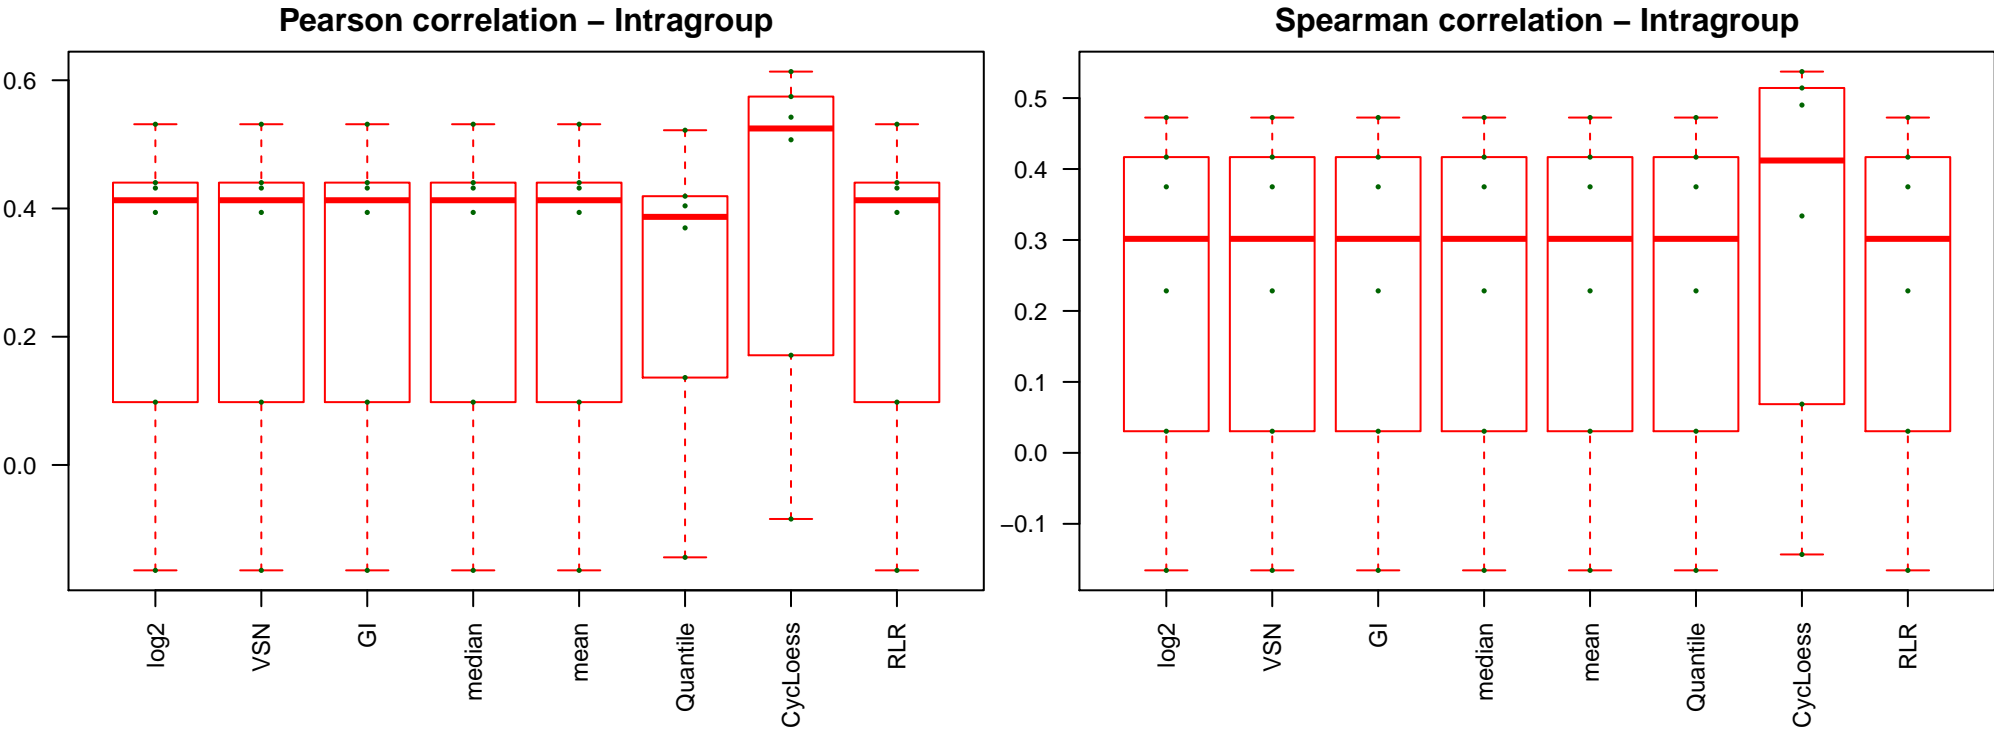 Pearson correlation – Intragroup
0.6
0.4
0.2
0.0
log2
VSN
GI
median
mean
Quantile
CycLoess
RLR
Spearman correlation – Intragroup
0.5
0.4
0.3
0.2
0.1
0.0
−0.1
log2
VSN
GI
median
mean
Quantile
CycLoess
RLR